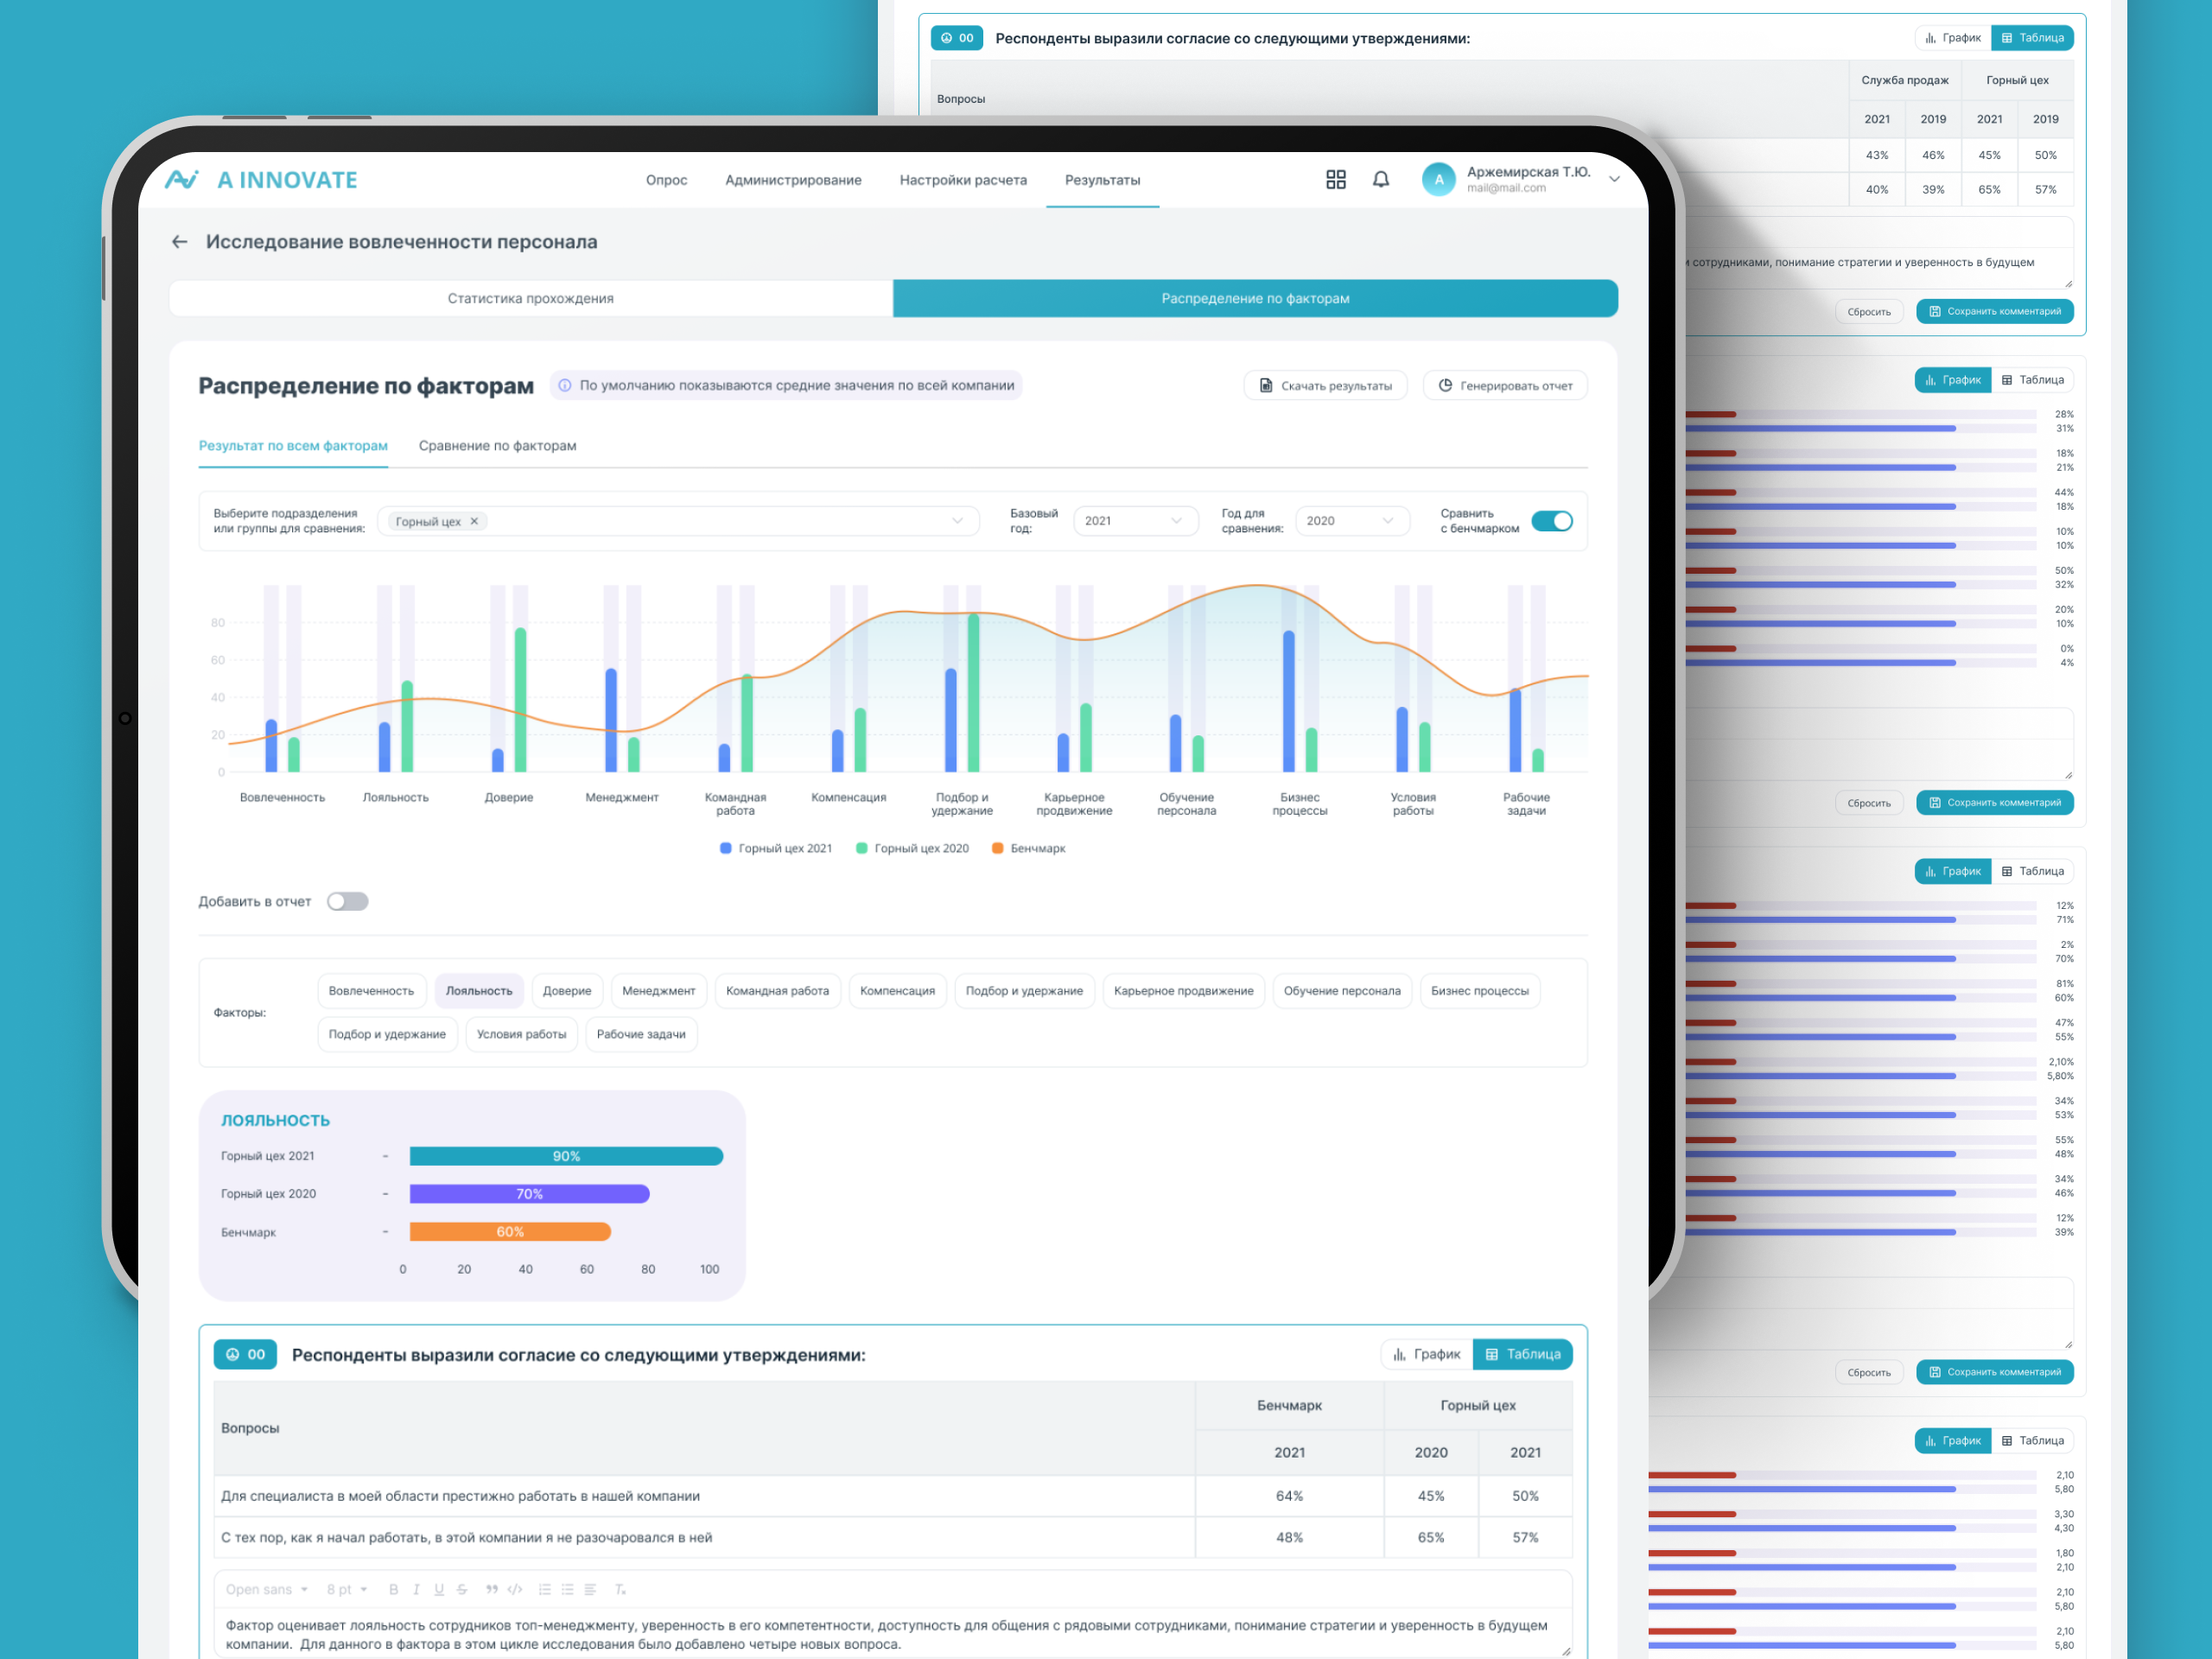 A INNOVATE
Опрос
Администрирование
Настройки расчета
Результаты
А
Аржемирская Т.Ю.
mail@mail.com
Исследование вовлеченности персонала
Статистика прохождения
Распределение по факторам
Распределение по факторам
По умолчанию показываются средние значения по всей компании
Скачать результаты
Генерировать отчет
Результат по всем факторам
Сравнение по факторам
Выберите подразделения
или группы для сравнения:
Горный цех
Базовый
год:
2021
Год для
сравнения:
2020
Сравнить
с бенчмарком
80
60
40
20
0
Вовлеченность
Лояльность
Доверие
Менеджмент
Командная
работа
Компенсация
Подбор и
удержание
Карьерное
продвижение
Обучение
персонала
Бизнес
процессы
Условия
работы
Рабочие
задачи
Горный цех 2021
Горный цех 2020
Бенчмарк
Добавить в отчет
Факторы:
Вовлеченность
Лояльность
Доверие
Менеджмент
Командная работа
Компенсация
Подбор и удержание
Карьерное продвижение
Обучение персонала
Бизнес процессы
Подбор и удержание
Условия работы
Рабочие задачи
ЛОЯЛЬНОСТЬ
Горный цех 2021 - 90%
Горный цех 2020 - 70%
Бенчмарк - 60%
0 20 40 60 80 100
00
Респонденты выразили согласие со следующими утверждениями:
График
Таблица
Вопросы
Бенчмарк
Горный цех
2021 2020 2021
Для специалиста в моей области престижно работать в нашей компании 64% 45% 50%
С тех пор, как я начал работать, в этой компании я не разочаровался в ней 48% 65% 57%
Open sans 8 pt B I U S
Фактор оценивает лояльность сотрудников топ-менеджменту, уверенность в его компетентности, доступность для общения с рядовыми сотрудниками, понимание стратегии и уверенность в будущем
компании. Для данного в фактора в этом цикле исследования было добавлено четыре новых вопроса.
00
Респонденты выразили согласие со следующими утверждениями:
График
Таблица
Вопросы
Служба продаж
Горный цех
2021 2019 2021 2019
43% 46% 45% 50%
40% 39% 65% 57%
сотрудниками, понимание стратегии и уверенность в будущем
Сбросить
Сохранить комментарий
График
Таблица
28%
31%
18%
21%
44%
18%
10%
10%
50%
32%
20%
10%
0%
4%
Сбросить
Сохранить комментарий
График
Таблица
12%
71%
2%
70%
81%
60%
47%
55%
2,10%
5,80%
34%
53%
55%
48%
34%
46%
12%
39%
Сбросить
Сохранить комментарий
График
Таблица
2,10
5,80
3,30
4,30
1,80
2,10
2,10
5,80
2,10
5,80